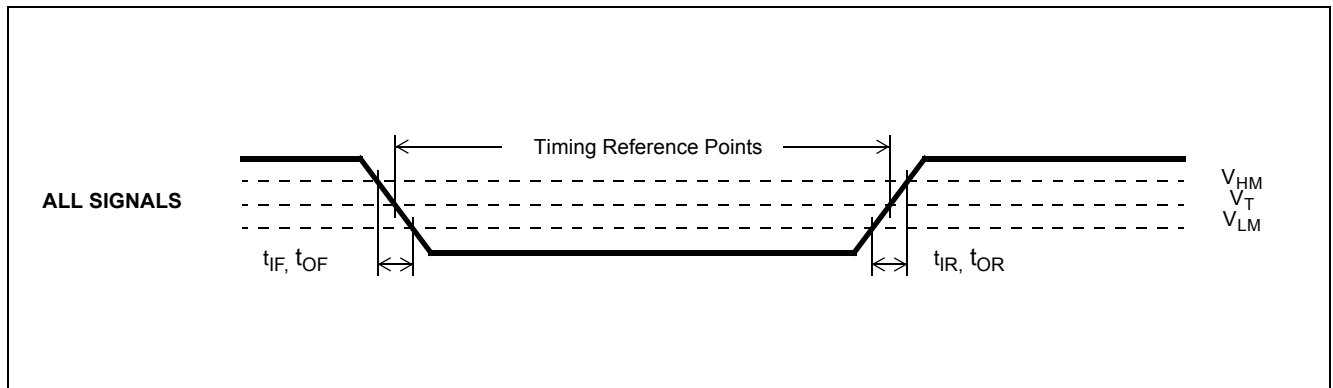 Timing Reference Points
V_HM
ALL SIGNALS
V_T
V_LM
t_IF, t_OF
t_IR, t_OR